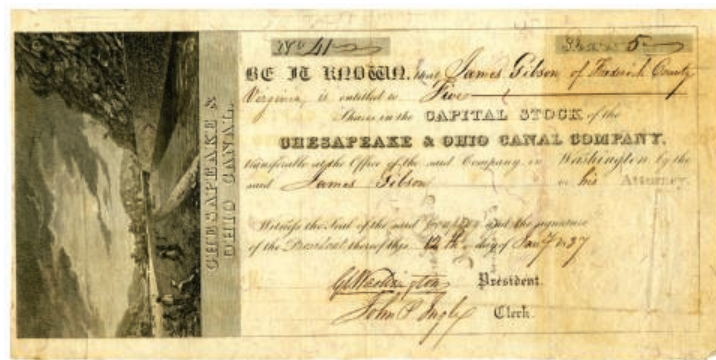 CHESAPEAKE &
OHIO CANAL.
No 41
Shares 5
BE IT KNOWN, that James Gibson of Frederick County
Virginia, is entitled to Five
Shares in the CAPITAL STOCK of the
CHESAPEAKE & OHIO CANAL COMPANY,
transferable at the Office of the said Company in Washington by the
said James Gibson or his Attorney.
Witness the Seal of the said Company and the signature
of the President thereof this 12th day of Jany 1837
President.
John P Ingle Clerk.